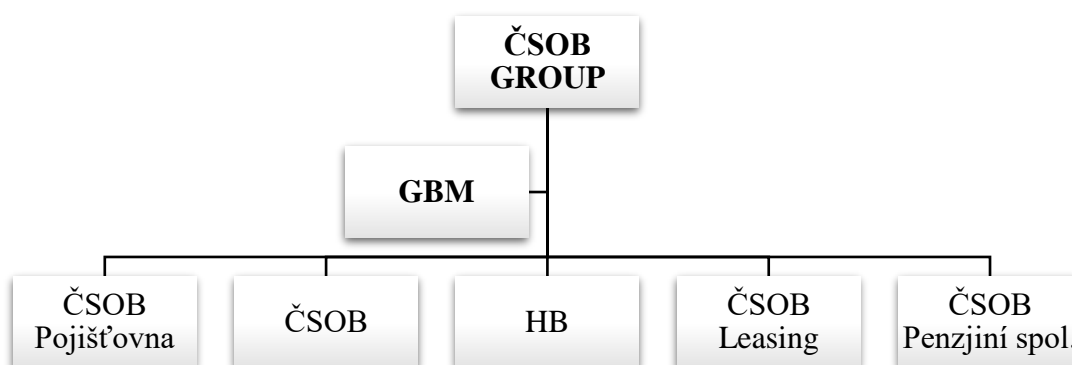 ČSOB
GROUP
GBM
ČSOB
Pojišťovna
ČSOB
HB
ČSOB
Leasing
ČSOB
Penzjiní spol.